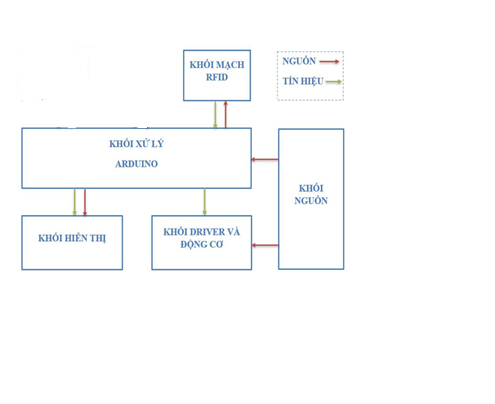 KHỐI MẠCH
RFID
NGUỒN
TÍN HIỆU
KHỐI XỬ LÝ
ARDUINO
KHỐI
NGUỒN
KHỐI HIỂN THỊ
KHỐI DRIVER VÀ
ĐỘNG CƠ